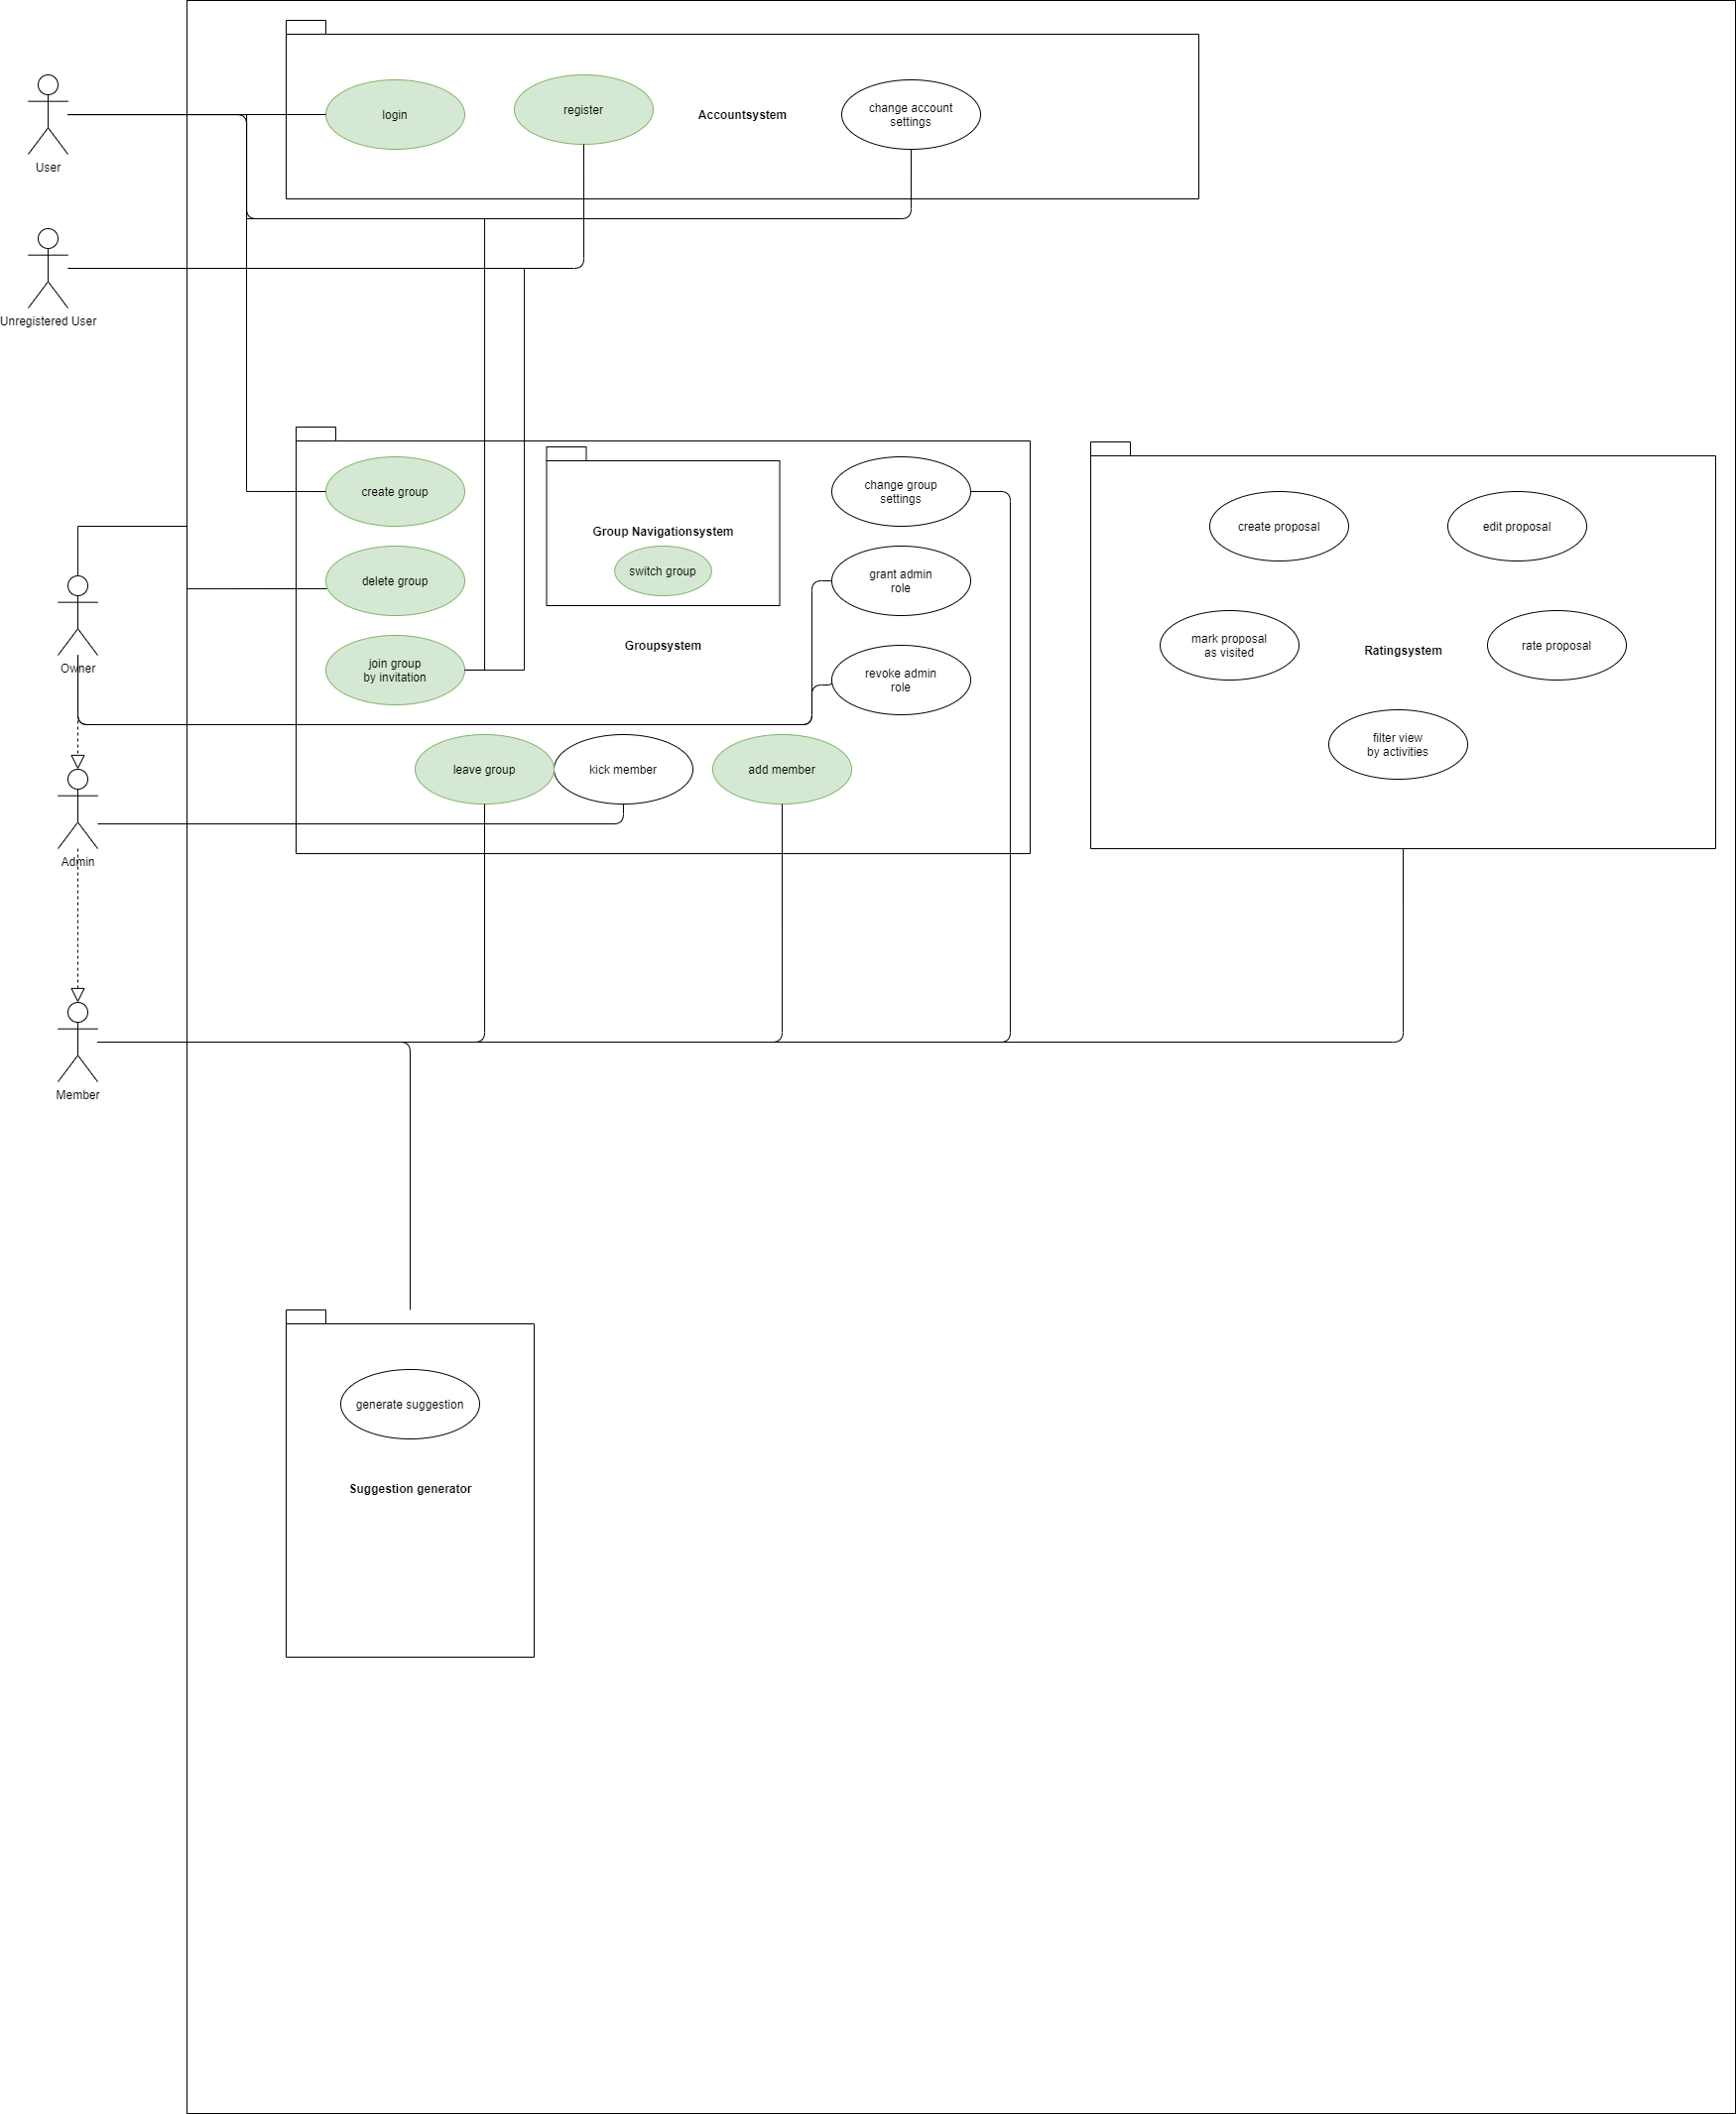 login
register
Accountsystem
change account
settings
User
Unregistered User
create group
Group Navigationsystem
switch group
change group
settings
delete group
grant admin
role
Groupsystem
join group
by invitation
revoke admin
role
Owner
leave group
kick member
add member
Admin
create proposal
edit proposal
mark proposal
as visited
Ratingsystem
rate proposal
filter view
by activities
Member
generate suggestion
Suggestion generator